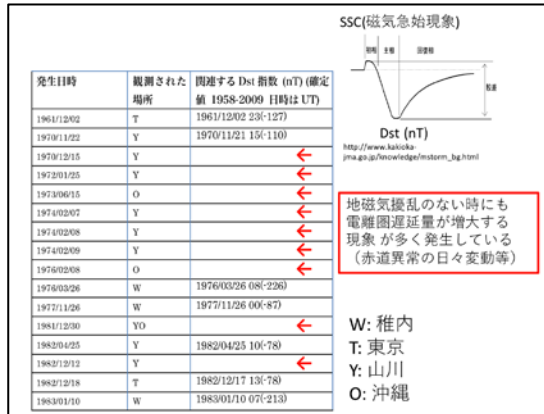 SSC(磁気急始現象)
初相 主相 回復相
Dst (nT)
http://www.kakioka-
jma.go.jp/knowledge/mstorm_bg.html
発生日時 観測された場所 関連する Dst 指数 (nT) (確定値 1958-2009 日時は UT)
1961/12/02 T 1961/12/02 23(-127)
1970/11/22 Y 1970/11/21 15(-110)
1970/12/15 Y ←
1972/01/25 Y ←
1973/06/15 O ←
1974/02/07 Y ←
1974/02/08 Y ←
1974/02/09 Y ←
1976/02/08 O ←
1976/03/26 W 1976/03/26 08(-226)
1977/11/26 W 1977/11/26 00(-87)
1981/12/30 YO ←
1982/04/25 Y 1982/04/25 10(-78)
1982/12/12 Y ←
1982/12/18 T 1982/12/17 13(-78)
1983/01/10 W 1983/01/10 07(-213)
地磁気擾乱のない時にも
電離圏遅延量が増大する
現象 が多く発生している
(赤道異常の日々変動等)
W: 稚内
T: 東京
Y: 山川
O: 沖縄